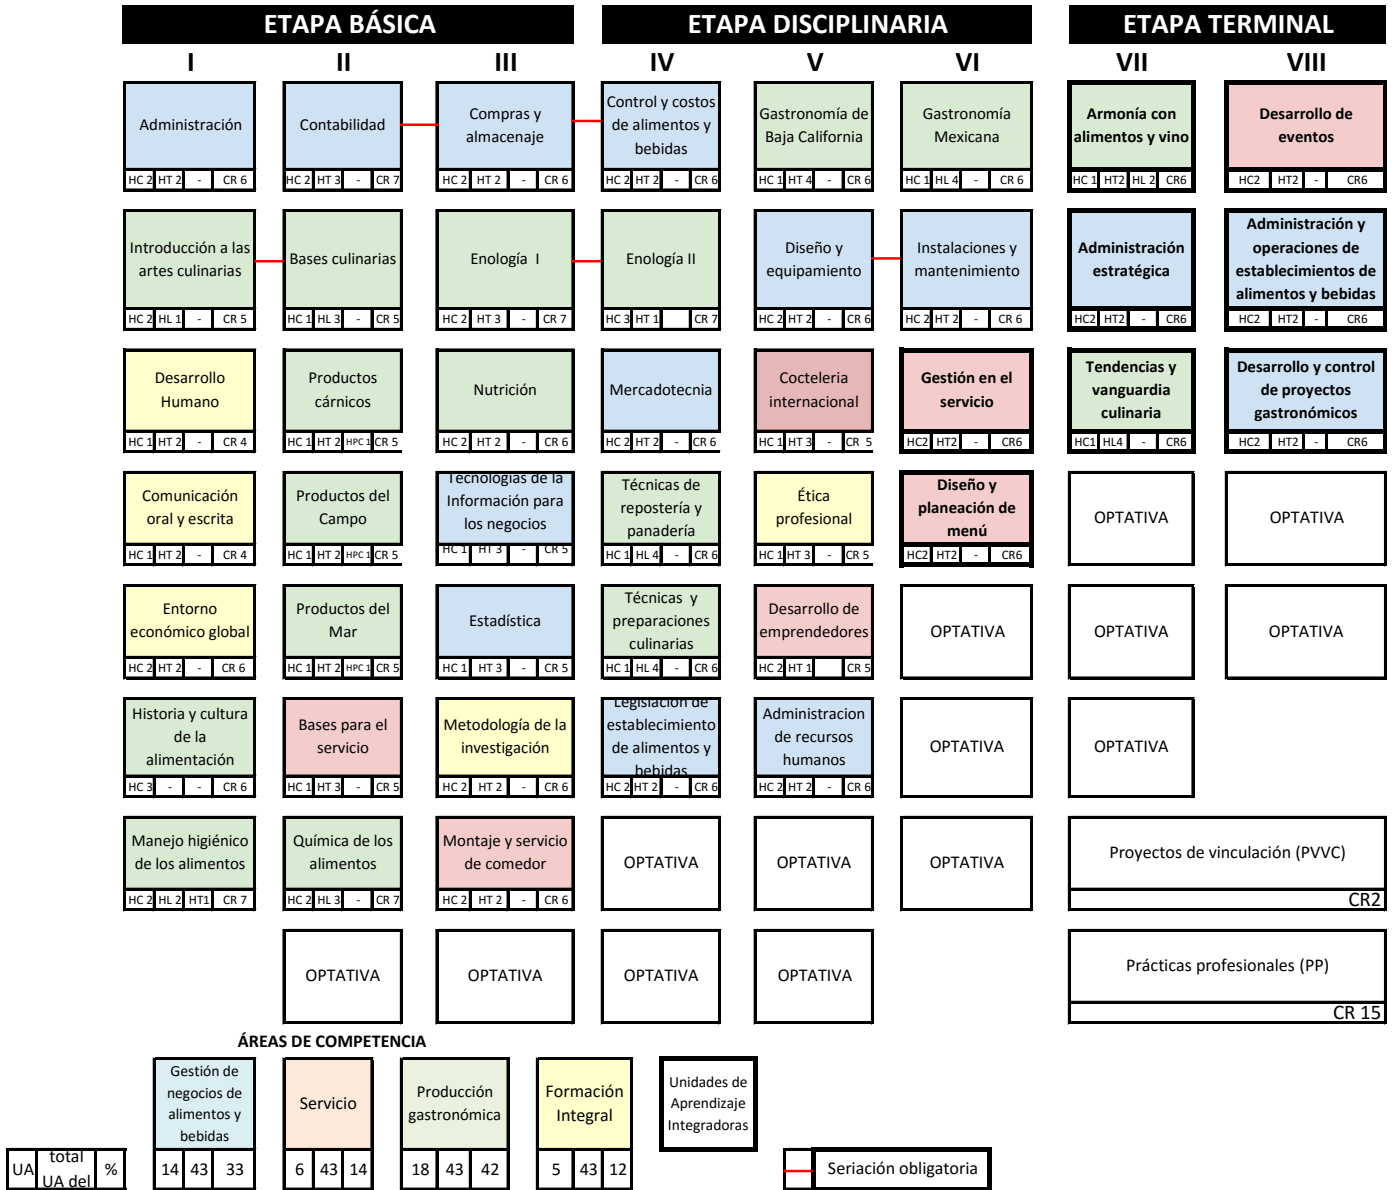 ETAPA BÁSICA ETAPA DISCIPLINARIA ETAPA TERMINAL
I II III IV V VI VII VIII
Administración
HC 2 HT 2 - CR 6
Contabilidad
HC 2 HT 3 - CR 7
Compras y
almacenaje
HC 2 HT 2 - CR 6
Control y costos
de alimentos y
bebidas
HC 2 HT 2 - CR 6
Gastronomía de
Baja California
HC 1 HT 4 - CR 6
Gastronomía
Mexicana
HC 1 HL 4 - CR 6
Armonía con
alimentos y vino
HC 1 HT2 HL 2 CR6
Desarrollo de
eventos
HC2 HT2 - CR6
Introducción a las
artes culinarias
HC 2 HL 1 - CR 5
Bases culinarias
HC 1 HL 3 - CR 5
Enología I
HC 2 HT 3 - CR 7
Enología II
HC 3 HT 1 CR 7
Diseño y
equipamiento
HC 2 HT 2 - CR 6
Instalaciones y
mantenimiento
HC 2 HT 2 - CR 6
Administración
estratégica
HC2 HT2 - CR6
Administración y
operaciones de
establecimientos de
alimentos y bebidas
HC2 HT2 - CR6
Desarrollo
Humano
HC 1 HT 2 - CR 4
Productos
cárnicos
HC 1 HT 2 HPC 1 CR 5
Nutrición
HC 2 HT 2 - CR 6
Mercadotecnia
HC 2 HT 2 - CR 6
Cocteleria
internacional
HC 1 HT 3 - CR 5
Gestión en el
servicio
HC2 HT2 - CR6
Tendencias y
vanguardia
culinaria
HC1 HL4 - CR6
Desarrollo y control
de proyectos
gastronómicos
HC2 HT2 - CR6
Comunicación
oral y escrita
HC 1 HT 2 - CR 4
Productos del
Campo
HC 1 HT 2 HPC 1 CR 5
Tecnologías de la
Información para
los negocios
HC 1 HT 3 - CR 5
Técnicas de
repostería y
panadería
HC 1 HL 4 - CR 6
Ética
profesional
HC 1 HT 3 - CR 5
Diseño y
planeación de
menú
HC2 HT2 - CR6
OPTATIVA
OPTATIVA
Entorno
económico global
HC 2 HT 2 - CR 6
Productos del
Mar
HC 1 HT 2 HPC 1 CR 5
Estadística
HC 1 HT 3 - CR 5
Técnicas y
preparaciones
culinarias
HC 1 HL 4 - CR 6
Desarrollo de
emprendedores
HC 2 HT 1 CR 5
OPTATIVA
OPTATIVA
OPTATIVA
Historia y cultura
de la
alimentación
HC 3 - - CR 6
Bases para el
servicio
HC 1 HT 3 - CR 5
Metodología de la
investigación
HC 2 HT 2 - CR 6
Legislación de
establecimiento
de alimentos y
bebidas
HC 2 HT 2 - CR 6
Administracion
de recursos
humanos
HC 2 HT 2 - CR 6
OPTATIVA
OPTATIVA
Manejo higiénico
de los alimentos
HC 2 HL 2 HT1 CR 7
Química de los
alimentos
HC 2 HL 3 - CR 7
Montaje y servicio
de comedor
HC 2 HT 2 - CR 6
OPTATIVA
OPTATIVA
OPTATIVA
Proyectos de vinculación (PVVC)
CR2
OPTATIVA
OPTATIVA
OPTATIVA
OPTATIVA
Prácticas profesionales (PP)
CR 15
ÁREAS DE COMPETENCIA
Gestión de
negocios de
alimentos y
bebidas
Servicio
Producción
gastronómica
Formación
Integral
Unidades de
Aprendizaje
Integradoras
UA total UA del %
14 43 33
6 43 14
18 43 42
5 43 12
Seriación obligatoria